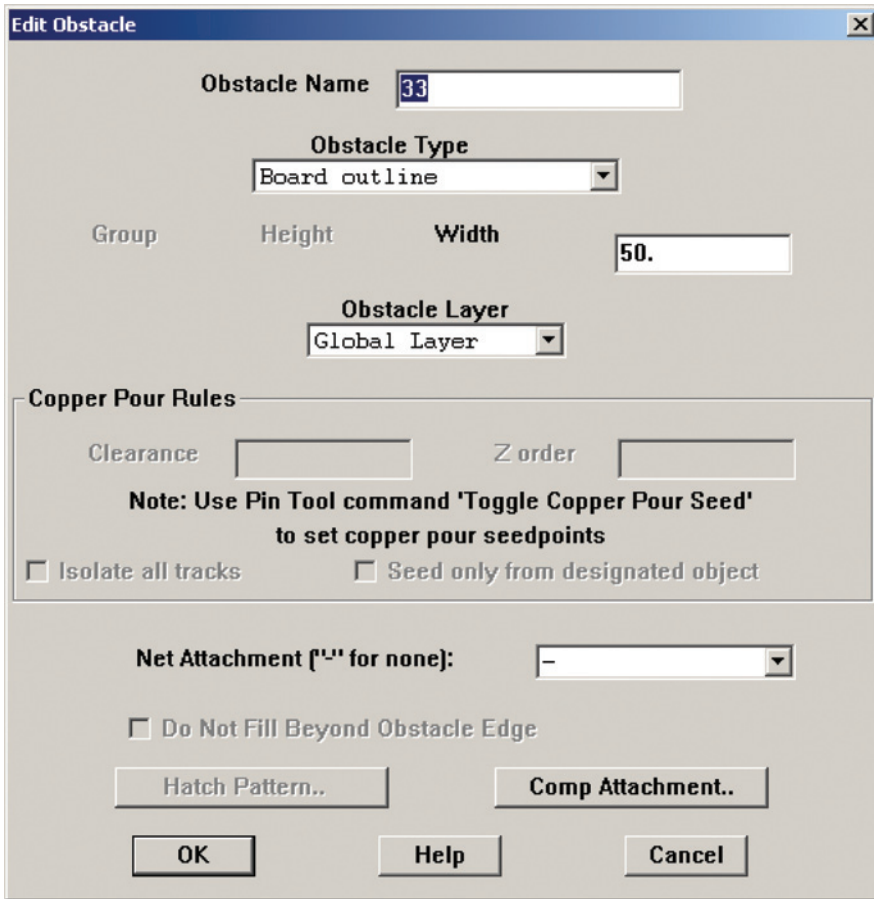 Edit Obstacle
Obstacle Name 33
Obstacle Type
Board outline
Group Height Width 50.
Obstacle Layer
Global Layer
Copper Pour Rules
Clearance Z order
Note: Use Pin Tool command 'Toggle Copper Pour Seed'
to set copper pour seedpoints
Isolate all tracks Seed only from designated object
Net Attachment ("-" for none): -
Do Not Fill Beyond Obstacle Edge
Hatch Pattern.. Comp Attachment..
OK Help Cancel